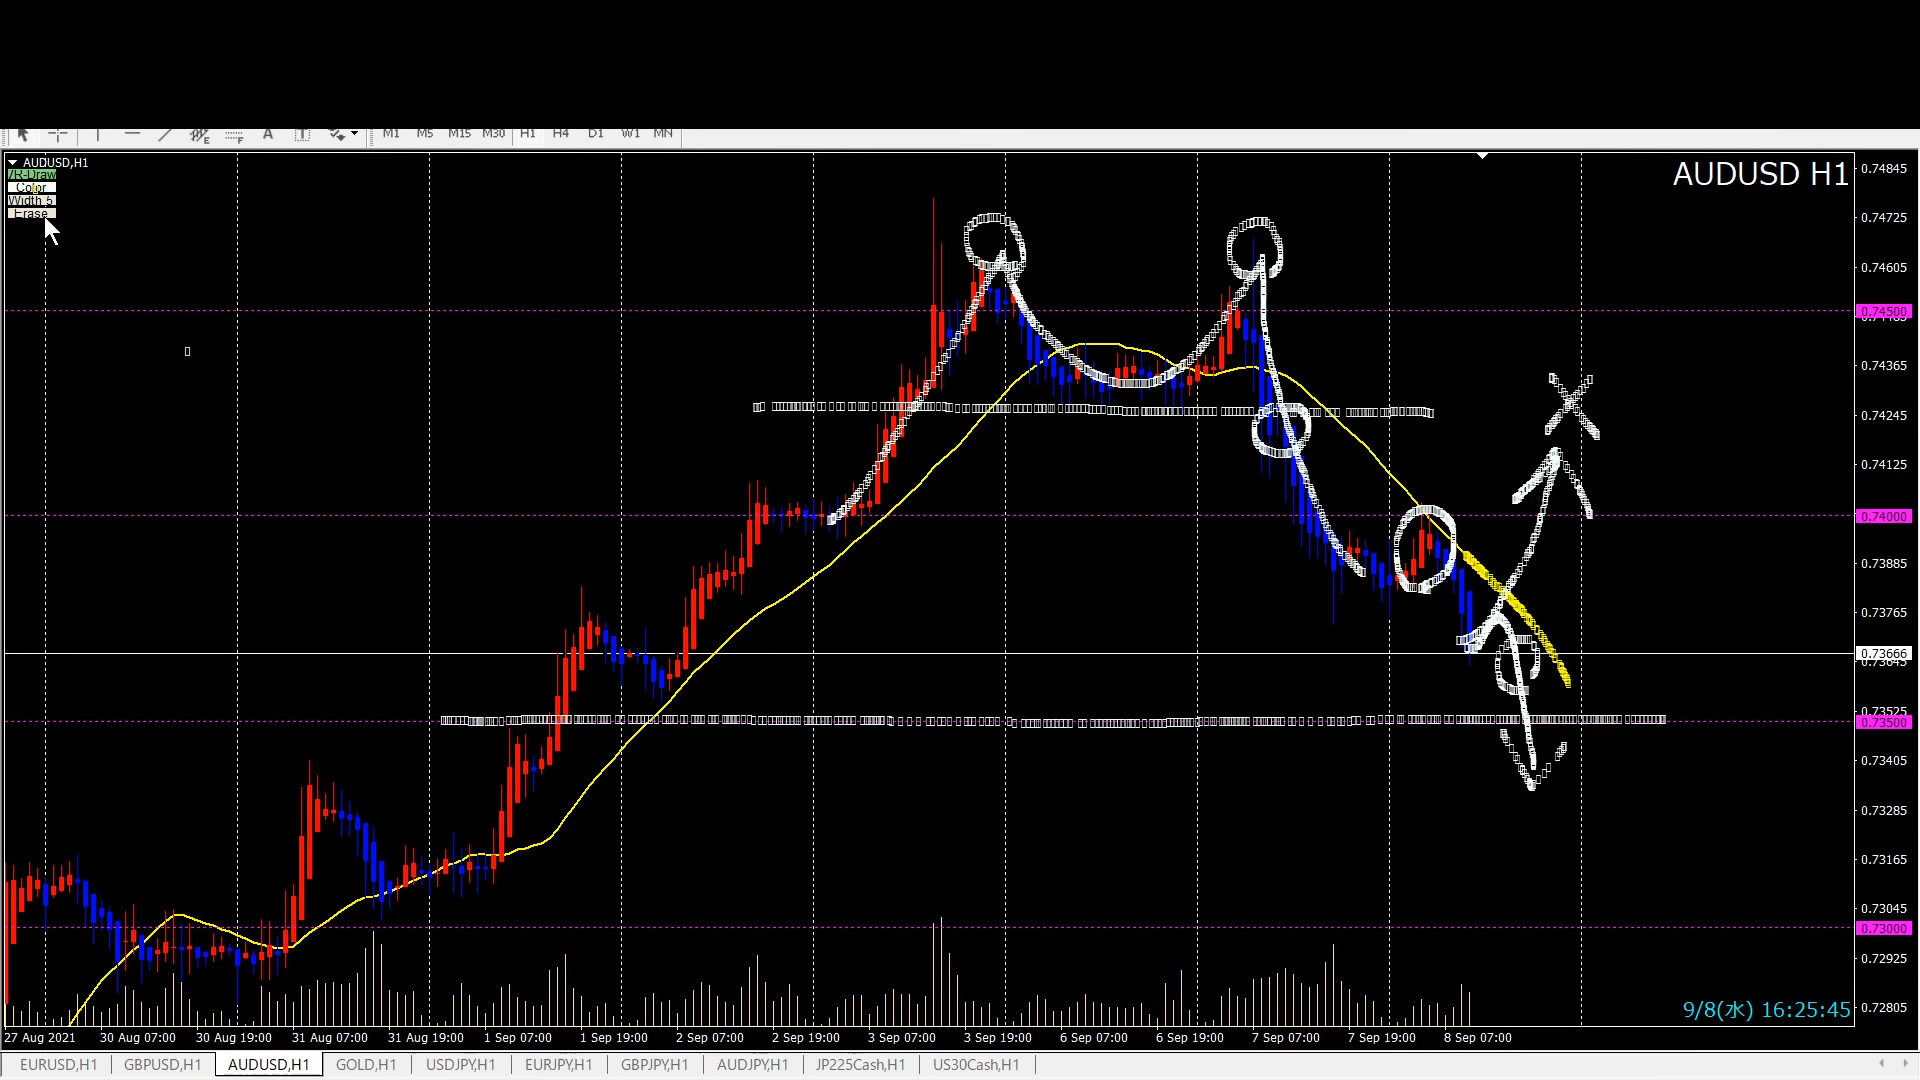 M1 M5 M15 M30 H1 H4 D1 W1 MN
AUDUSD,H1
AUDUSD H1
Color
Width 5
Erase
0.74845
0.74725
0.74605
0.74500
0.74365
0.74245
0.74125
0.74000
0.73885
0.73765
0.73666
0.73645
0.73525
0.73500
0.73405
0.73285
0.73165
0.73045
0.73000
0.72925
0.72805
9/8(水) 16:25:45
27 Aug 2021 30 Aug 07:00 30 Aug 19:00 31 Aug 07:00 31 Aug 19:00 1 Sep 07:00 1 Sep 19:00 2 Sep 07:00 2 Sep 19:00 3 Sep 07:00 3 Sep 19:00 6 Sep 07:00 6 Sep 19:00 7 Sep 07:00 7 Sep 19:00 8 Sep 07:00
EURUSD,H1 GBPUSD,H1 AUDUSD,H1 GOLD,H1 USDJPY,H1 EURJPY,H1 GBPJPY,H1 AUDJPY,H1 JP225Cash,H1 US30Cash,H1